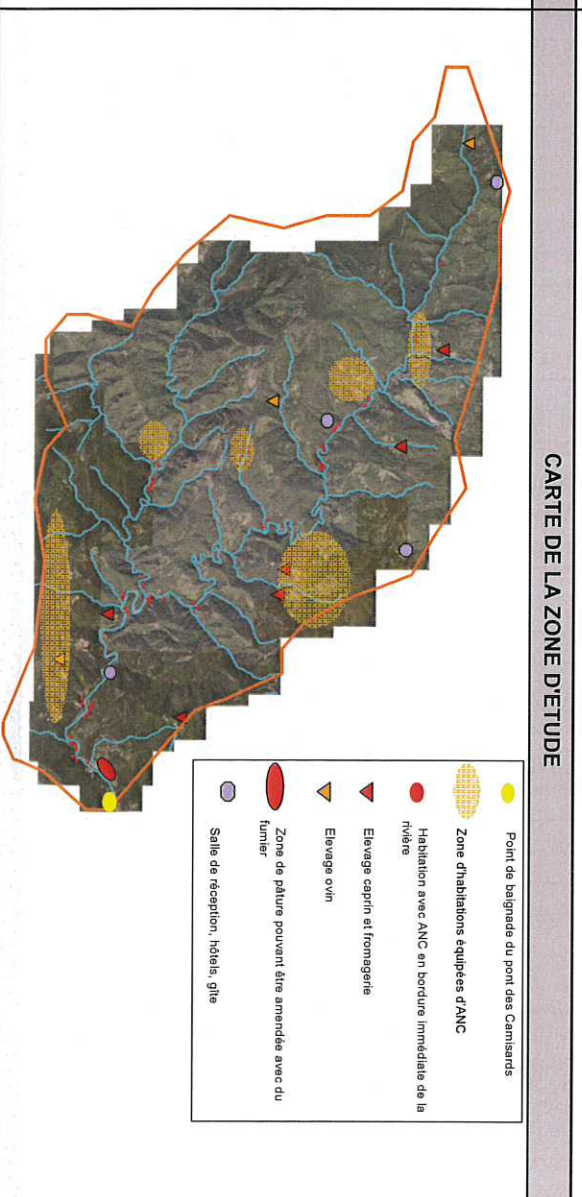 CARTE DE LA ZONE D'ETUDE
Point de baignade du pont des Camisards
Zone d'habitations équipées d'ANC
Habitation avec ANC en bordure immédiate de la
rivière
Elevage caprin et fromagerie
Elevage ovin
Zone de pâture pouvant être amendée avec du
fumier
Salle de réception, hôtels, gîte